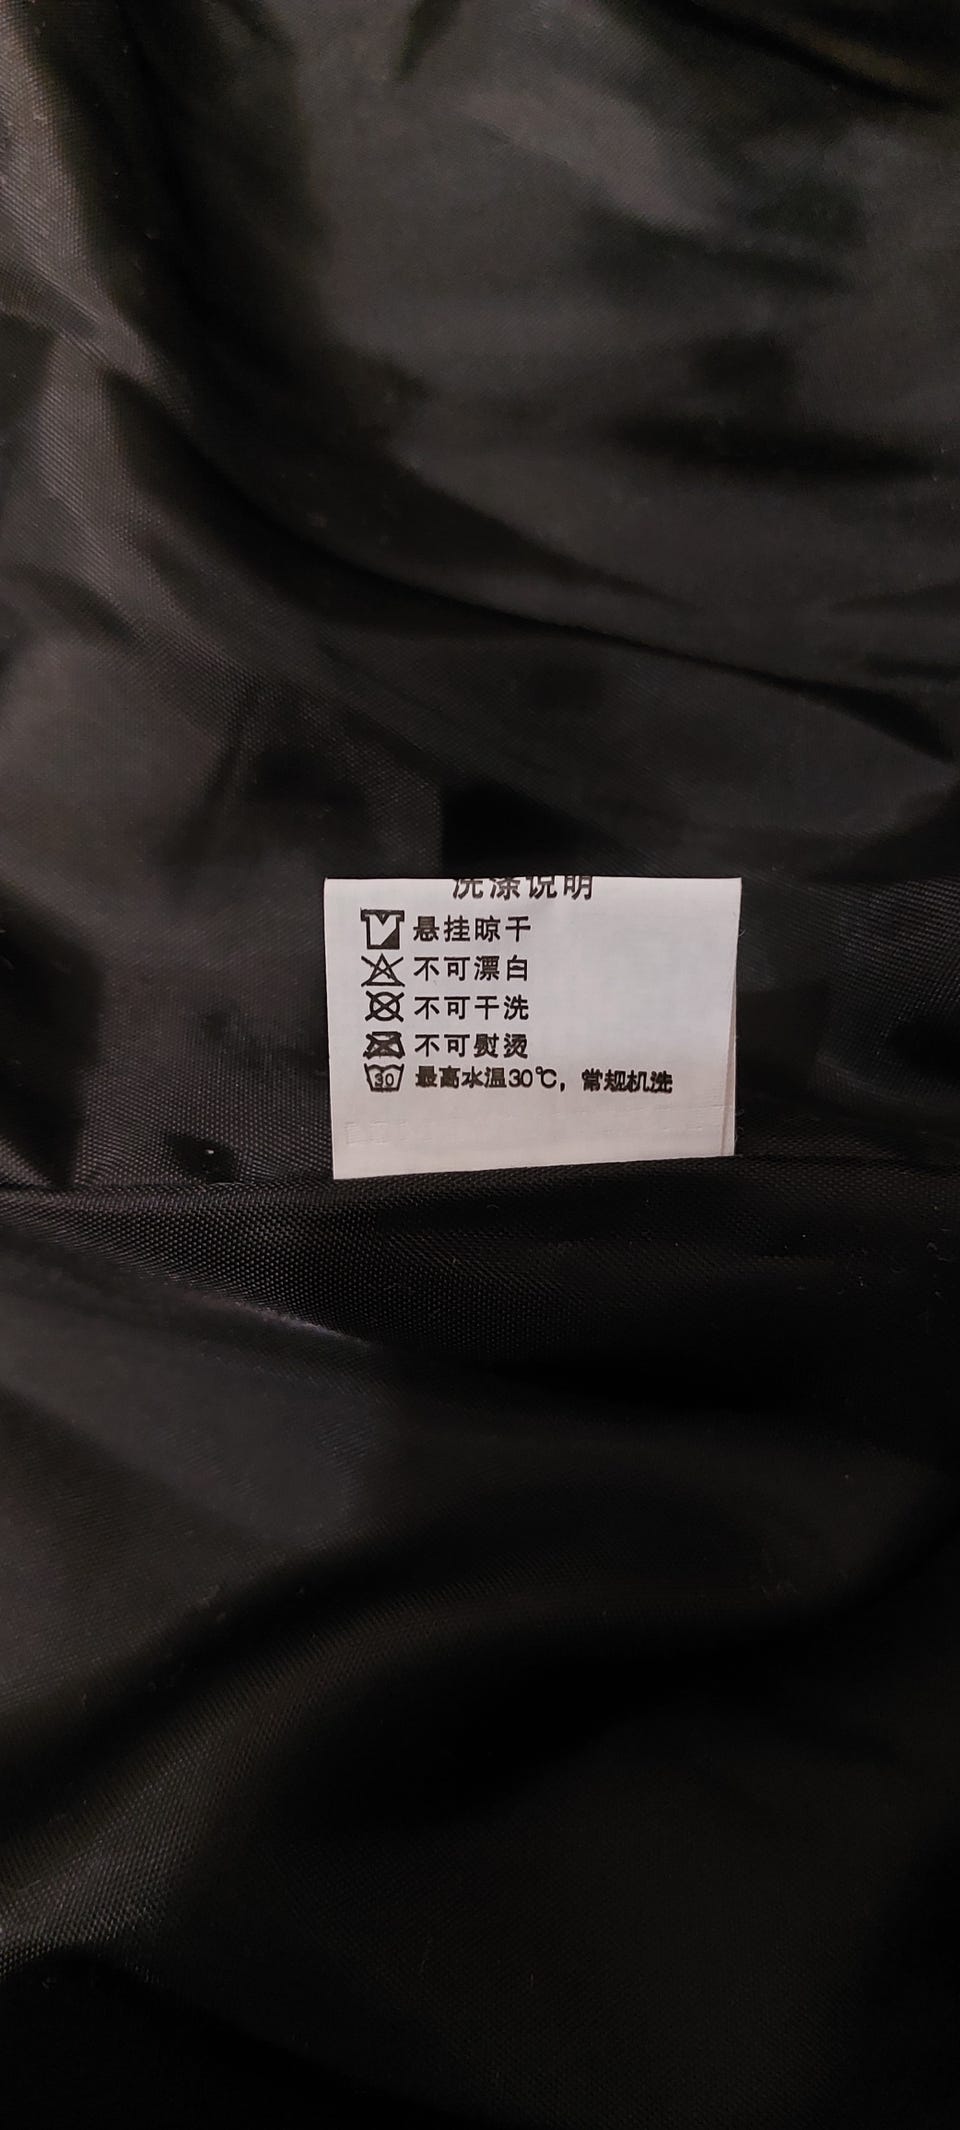 洗涤说明
悬挂晾干
不可漂白
不可干洗
不可熨烫
30 最高水温30℃，常规机洗